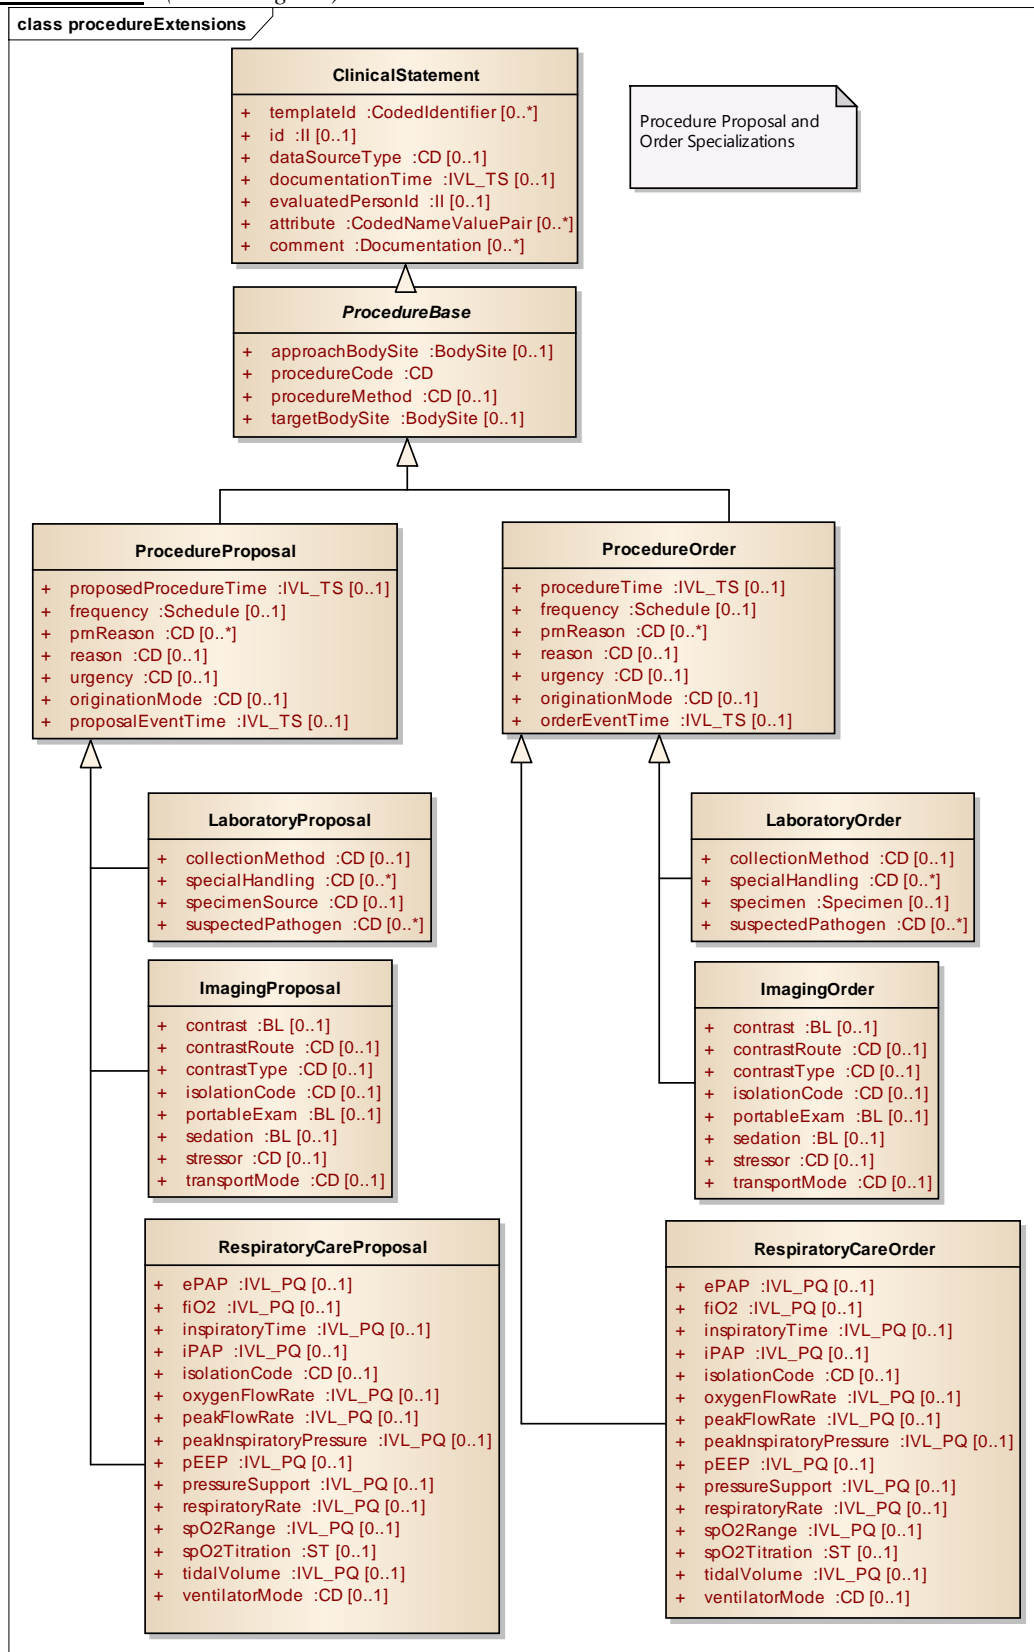 class procedureExtensions
ClinicalStatement
+ templateId :CodedIdentifier [0..*]
+ id :II [0..1]
+ dataSourceType :CD [0..1]
+ documentationTime :IVL_TS [0..1]
+ evaluatedPersonId :II [0..1]
+ attribute :CodedNameValuePair [0..*]
+ comment :Documentation [0..*]
Procedure Proposal and
Order Specializations
ProcedureBase
+ approachBodySite :BodySite [0..1]
+ procedureCode :CD
+ procedureMethod :CD [0..1]
+ targetBodySite :BodySite [0..1]
ProcedureProposal
+ proposedProcedureTime :IVL_TS [0..1]
+ frequency :Schedule [0..1]
+ prnReason :CD [0..*]
+ reason :CD [0..1]
+ urgency :CD [0..1]
+ originationMode :CD [0..1]
+ proposalEventTime :IVL_TS [0..1]
ProcedureOrder
+ procedureTime :IVL_TS [0..1]
+ frequency :Schedule [0..1]
+ prnReason :CD [0..*]
+ reason :CD [0..1]
+ urgency :CD [0..1]
+ originationMode :CD [0..1]
+ orderEventTime :IVL_TS [0..1]
LaboratoryProposal
+ collectionMethod :CD [0..1]
+ specialHandling :CD [0..*]
+ specimenSource :CD [0..1]
+ suspectedPathogen :CD [0..*]
LaboratoryOrder
+ collectionMethod :CD [0..1]
+ specialHandling :CD [0..*]
+ specimen :Specimen [0..1]
+ suspectedPathogen :CD [0..*]
ImagingProposal
+ contrast :BL [0..1]
+ contrastRoute :CD [0..1]
+ contrastType :CD [0..1]
+ isolationCode :CD [0..1]
+ portableExam :BL [0..1]
+ sedation :BL [0..1]
+ stressor :CD [0..1]
+ transportMode :CD [0..1]
ImagingOrder
+ contrast :BL [0..1]
+ contrastRoute :CD [0..1]
+ contrastType :CD [0..1]
+ isolationCode :CD [0..1]
+ portableExam :BL [0..1]
+ sedation :BL [0..1]
+ stressor :CD [0..1]
+ transportMode :CD [0..1]
RespiratoryCareProposal
+ ePAP :IVL_PQ [0..1]
+ fiO2 :IVL_PQ [0..1]
+ inspiratoryTime :IVL_PQ [0..1]
+ iPAP :IVL_PQ [0..1]
+ isolationCode :CD [0..1]
+ oxygenFlowRate :IVL_PQ [0..1]
+ peakFlowRate :IVL_PQ [0..1]
+ peakInspiratoryPressure :IVL_PQ [0..1]
+ pEEP :IVL_PQ [0..1]
+ pressureSupport :IVL_PQ [0..1]
+ respiratoryRate :IVL_PQ [0..1]
+ spO2Range :IVL_PQ [0..1]
+ spO2Titration :ST [0..1]
+ tidalVolume :IVL_PQ [0..1]
+ ventilatorMode :CD [0..1]
RespiratoryCareOrder
+ ePAP :IVL_PQ [0..1]
+ fiO2 :IVL_PQ [0..1]
+ inspiratoryTime :IVL_PQ [0..1]
+ iPAP :IVL_PQ [0..1]
+ isolationCode :CD [0..1]
+ oxygenFlowRate :IVL_PQ [0..1]
+ peakFlowRate :IVL_PQ [0..1]
+ peakInspiratoryPressure :IVL_PQ [0..1]
+ pEEP :IVL_PQ [0..1]
+ pressureSupport :IVL_PQ [0..1]
+ respiratoryRate :IVL_PQ [0..1]
+ spO2Range :IVL_PQ [0..1]
+ spO2Titration :ST [0..1]
+ tidalVolume :IVL_PQ [0..1]
+ ventilatorMode :CD [0..1]